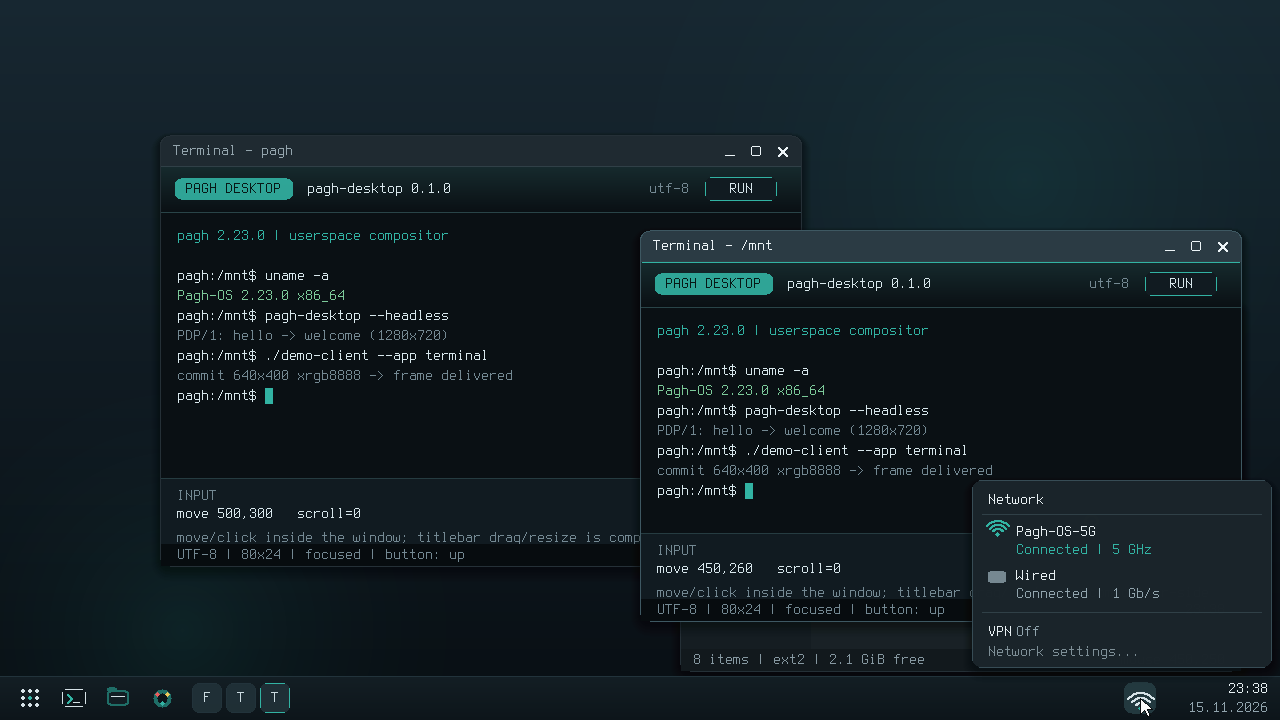 Terminal - pagh
PAGH DESKTOP pagh-desktop 0.1.0 utf-8 RUN
pagh 2.23.0 | userspace compositor
pagh:/mnt$ uname -a
Pagh-OS 2.23.0 x86_64
pagh:/mnt$ pagh-desktop --headless
PDP/1: hello -> welcome (1280x720)
pagh:/mnt$ ./demo-client --app terminal
commit 640x400 xrgb8888 -> frame delivered
pagh:/mnt$
INPUT
move 500,300 scroll=0
move/click inside the window; titlebar drag/resize is comp
UTF-8 | 80x24 | focused | button: up
Terminal - /mnt
PAGH DESKTOP pagh-desktop 0.1.0 utf-8 RUN
pagh 2.23.0 | userspace compositor
pagh:/mnt$ uname -a
Pagh-OS 2.23.0 x86_64
pagh:/mnt$ pagh-desktop --headless
PDP/1: hello -> welcome (1280x720)
pagh:/mnt$ ./demo-client --app terminal
commit 640x400 xrgb8888 -> frame delivered
pagh:/mnt$
INPUT
move 450,260 scroll=0
move/click inside the window; titlebar
UTF-8 | 80x24 | focused | button: up
8 items | ext2 | 2.1 GiB free
Network
Pagh-OS-5G
Connected | 5 GHz
Wired
Connected | 1 Gb/s
VPN Off
Network settings...
F T T
23:38
15.11.2026